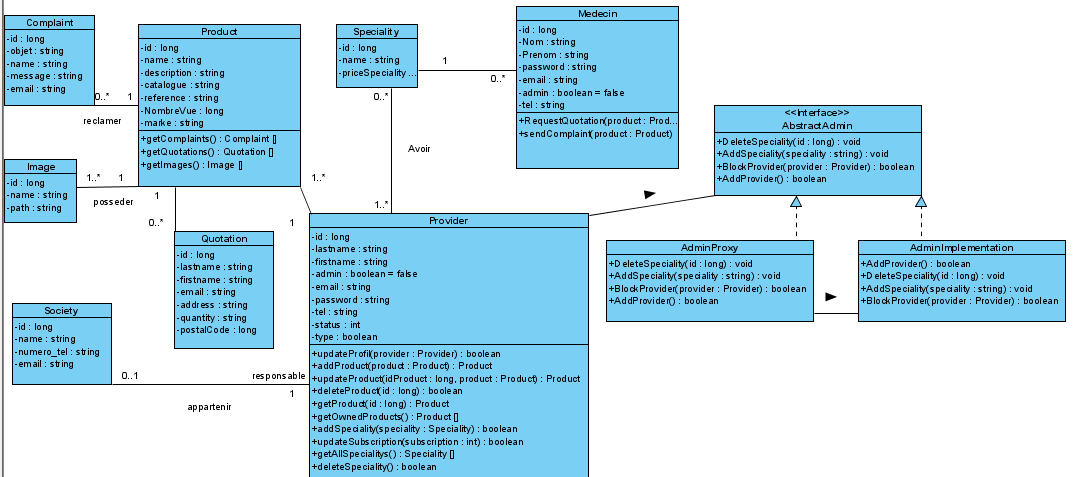 Complaint
-id : long
-objet : string
-name : string
-message : string
-email : string
0..*
1
reclamer
Product
-id : long
-name : string
-description : string
-catalogue : string
-reference : string
-NombreVue : long
-marke : string
+getComplaints() : Complaint []
+getQuotations() : Quotation []
+getImages() : Image []
Speciality
-id : long
-name : string
-priceSpeciality ...
1
0..*
0..*
Avoir
1..*
Medecin
-id : long
-Nom : string
-Prenom : string
-password : string
-email : string
-admin : boolean = false
-tel : string
+RequestQuotation(product : Prod...
+sendComplaint(product : Product)
<<Interface>>
AbstractAdmin
+DeleteSpeciality(id : long) : void
+AddSpeciality(speciality : string) : void
+BlockProvider(provider : Provider) : boolean
+AddProvider() : boolean
Image
-id : long
-name : string
-path : string
1..*
1
posseder
1
0..*
1..*
1
Quotation
-id : long
-lastname : string
-firstname : string
-email : string
-address : string
-quantity : string
-postalCode : long
Provider
-id : long
-lastname : string
-firstname : string
-admin : boolean = false
-email : string
-password : string
-tel : string
-status : int
-type : boolean
+updateProfil(provider : Provider) : boolean
+addProduct(product : Product) : Product
+updateProduct(idProduct : long, product : Product) : Product
+deleteProduct(id : long) : boolean
+getProduct(id : long) : Product
+getOwnedProducts() : Product []
+addSpeciality(speciality : Speciality) : boolean
+updateSubscription(subscription : int) : boolean
+getAllSpecialitys() : Speciality []
+deleteSpeciality() : boolean
AdminProxy
+DeleteSpeciality(id : long) : void
+AddSpeciality(speciality : string) : void
+BlockProvider(provider : Provider) : boolean
+AddProvider() : boolean
AdminImplementation
+AddProvider() : boolean
+DeleteSpeciality(id : long) : void
+AddSpeciality(speciality : string) : void
+BlockProvider(provider : Provider) : boolean
Society
-id : long
-name : string
-numero_tel : string
-email : string
0..1
responsable
1
appartenir